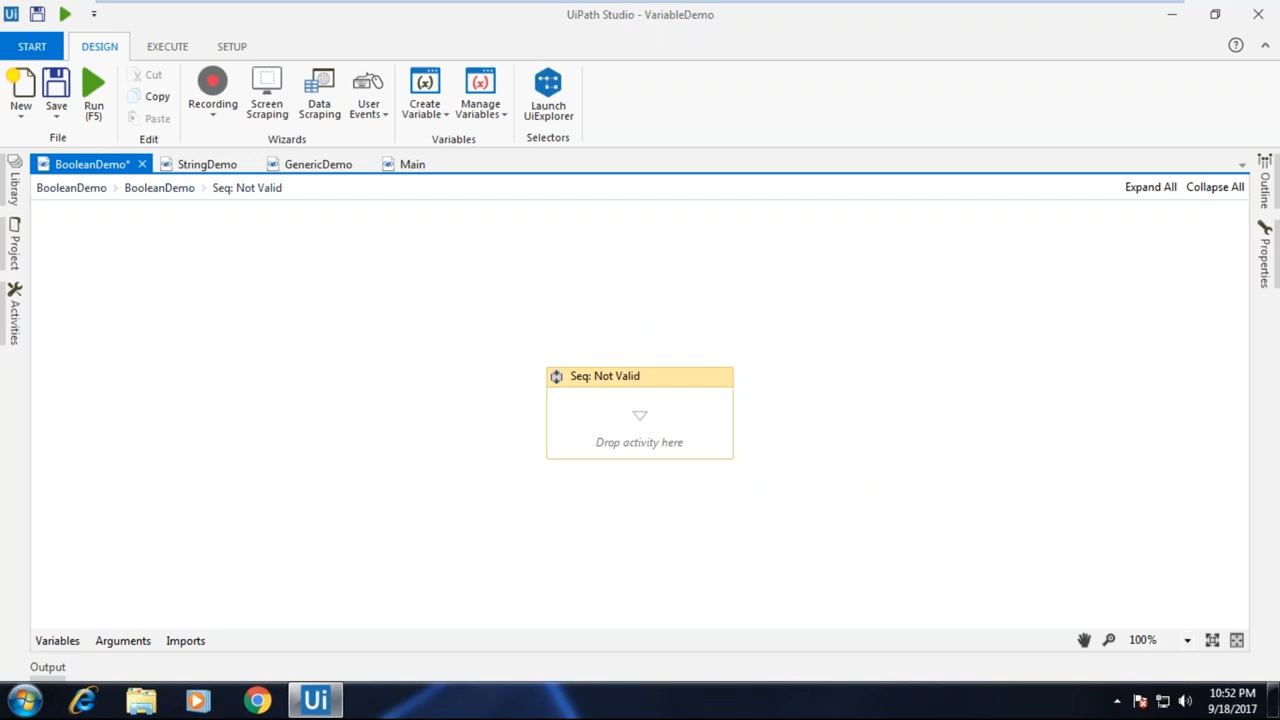 Ui
UiPath Studio - VariableDemo
START DESIGN EXECUTE SETUP
New
Save
Run
(F5)
Cut
Copy
Paste
Recording
Screen
Scraping
Data
Scraping
User
Events
Create
Variable
Manage
Variables
Launch
UiExplorer
File Edit Wizards Variables Selectors
BooleanDemo* StringDemo GenericDemo Main
BooleanDemo > BooleanDemo > Seq: Not Valid
Expand All Collapse All
Library
Project
Activities
Outline
Properties
Seq: Not Valid
Drop activity here
Variables Arguments Imports
100%
Output
Ui
10:52 PM
9/18/2017